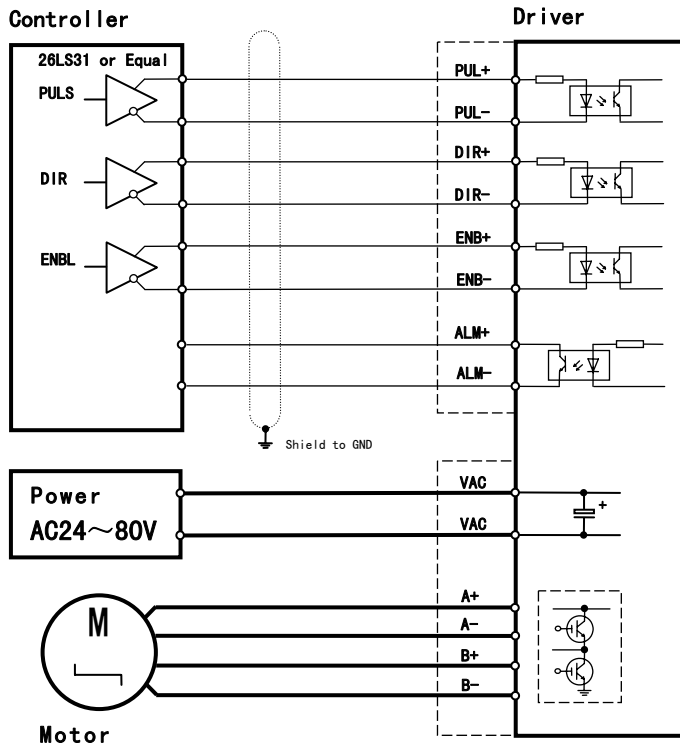 Controller
Driver
26LS31 or Equal
PULS
PUL+
PUL-
DIR
DIR+
DIR-
ENBL
ENB+
ENB-
ALM+
ALM-
Shield to GND
Power
AC24～80V
VAC
VAC
+
M
A+
A-
B+
B-
Motor